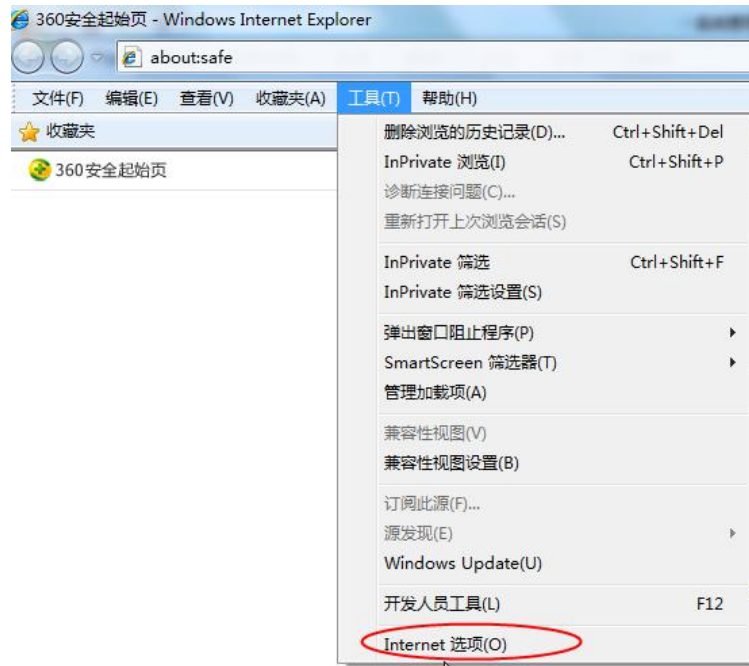 360安全起始页 - Windows Internet Explorer
about:safe
文件(F) 编辑(E) 查看(V) 收藏夹(A) 工具(T) 帮助(H)
收藏夹
360安全起始页
删除浏览的历史记录(D)... Ctrl+Shift+Del
InPrivate 浏览(I) Ctrl+Shift+P
诊断连接问题(C)...
重新打开上次浏览会话(S)
InPrivate 筛选 Ctrl+Shift+F
InPrivate 筛选设置(S)
弹出窗口阻止程序(P)
SmartScreen 筛选器(T)
管理加载项(A)
兼容性视图(V)
兼容性视图设置(B)
订阅此源(F)...
源发现(E)
Windows Update(U)
开发人员工具(L) F12
Internet 选项(O)